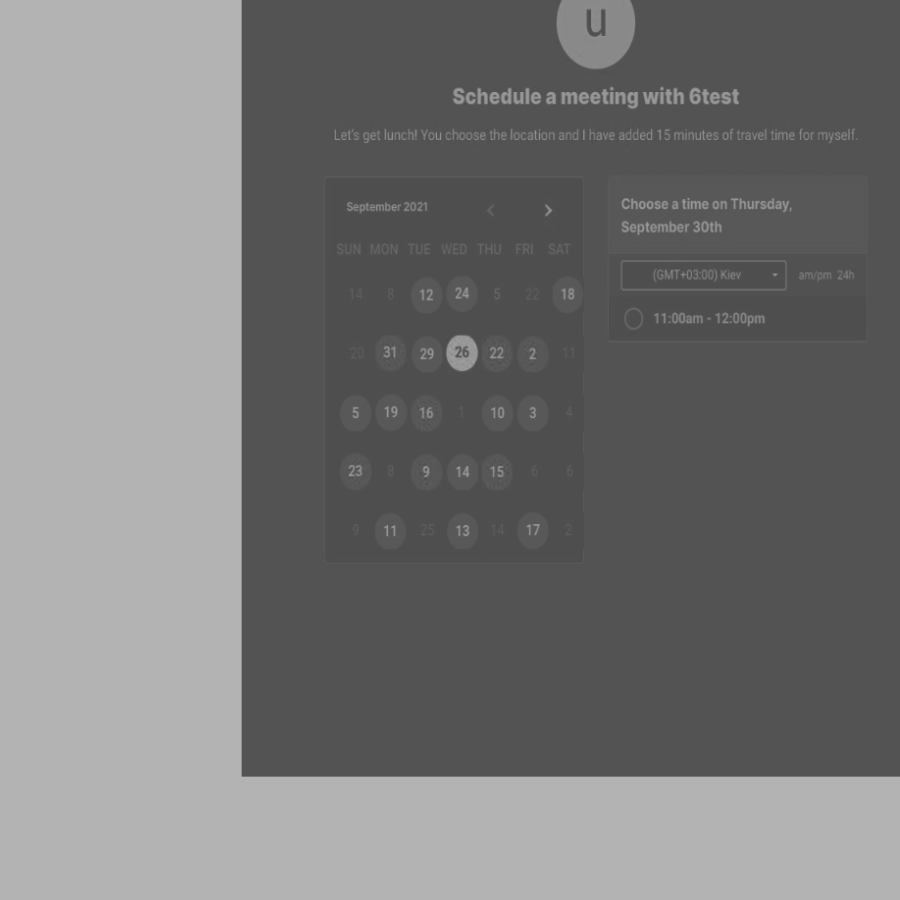 u
Schedule a meeting with 6test
Let's get lunch! You choose the location and I have added 15 minutes of travel time for myself.
September 2021
SUN MON TUE WED THU FRI SAT
14 8 12 24 5 22 18
20 31 29 26 22 2 11
5 19 16 1 10 3 4
23 8 9 14 15 6 6
9 11 25 13 14 17 2
Choose a time on Thursday,
September 30th
(GMT+03:00) Kiev am/pm 24h
11:00am - 12:00pm